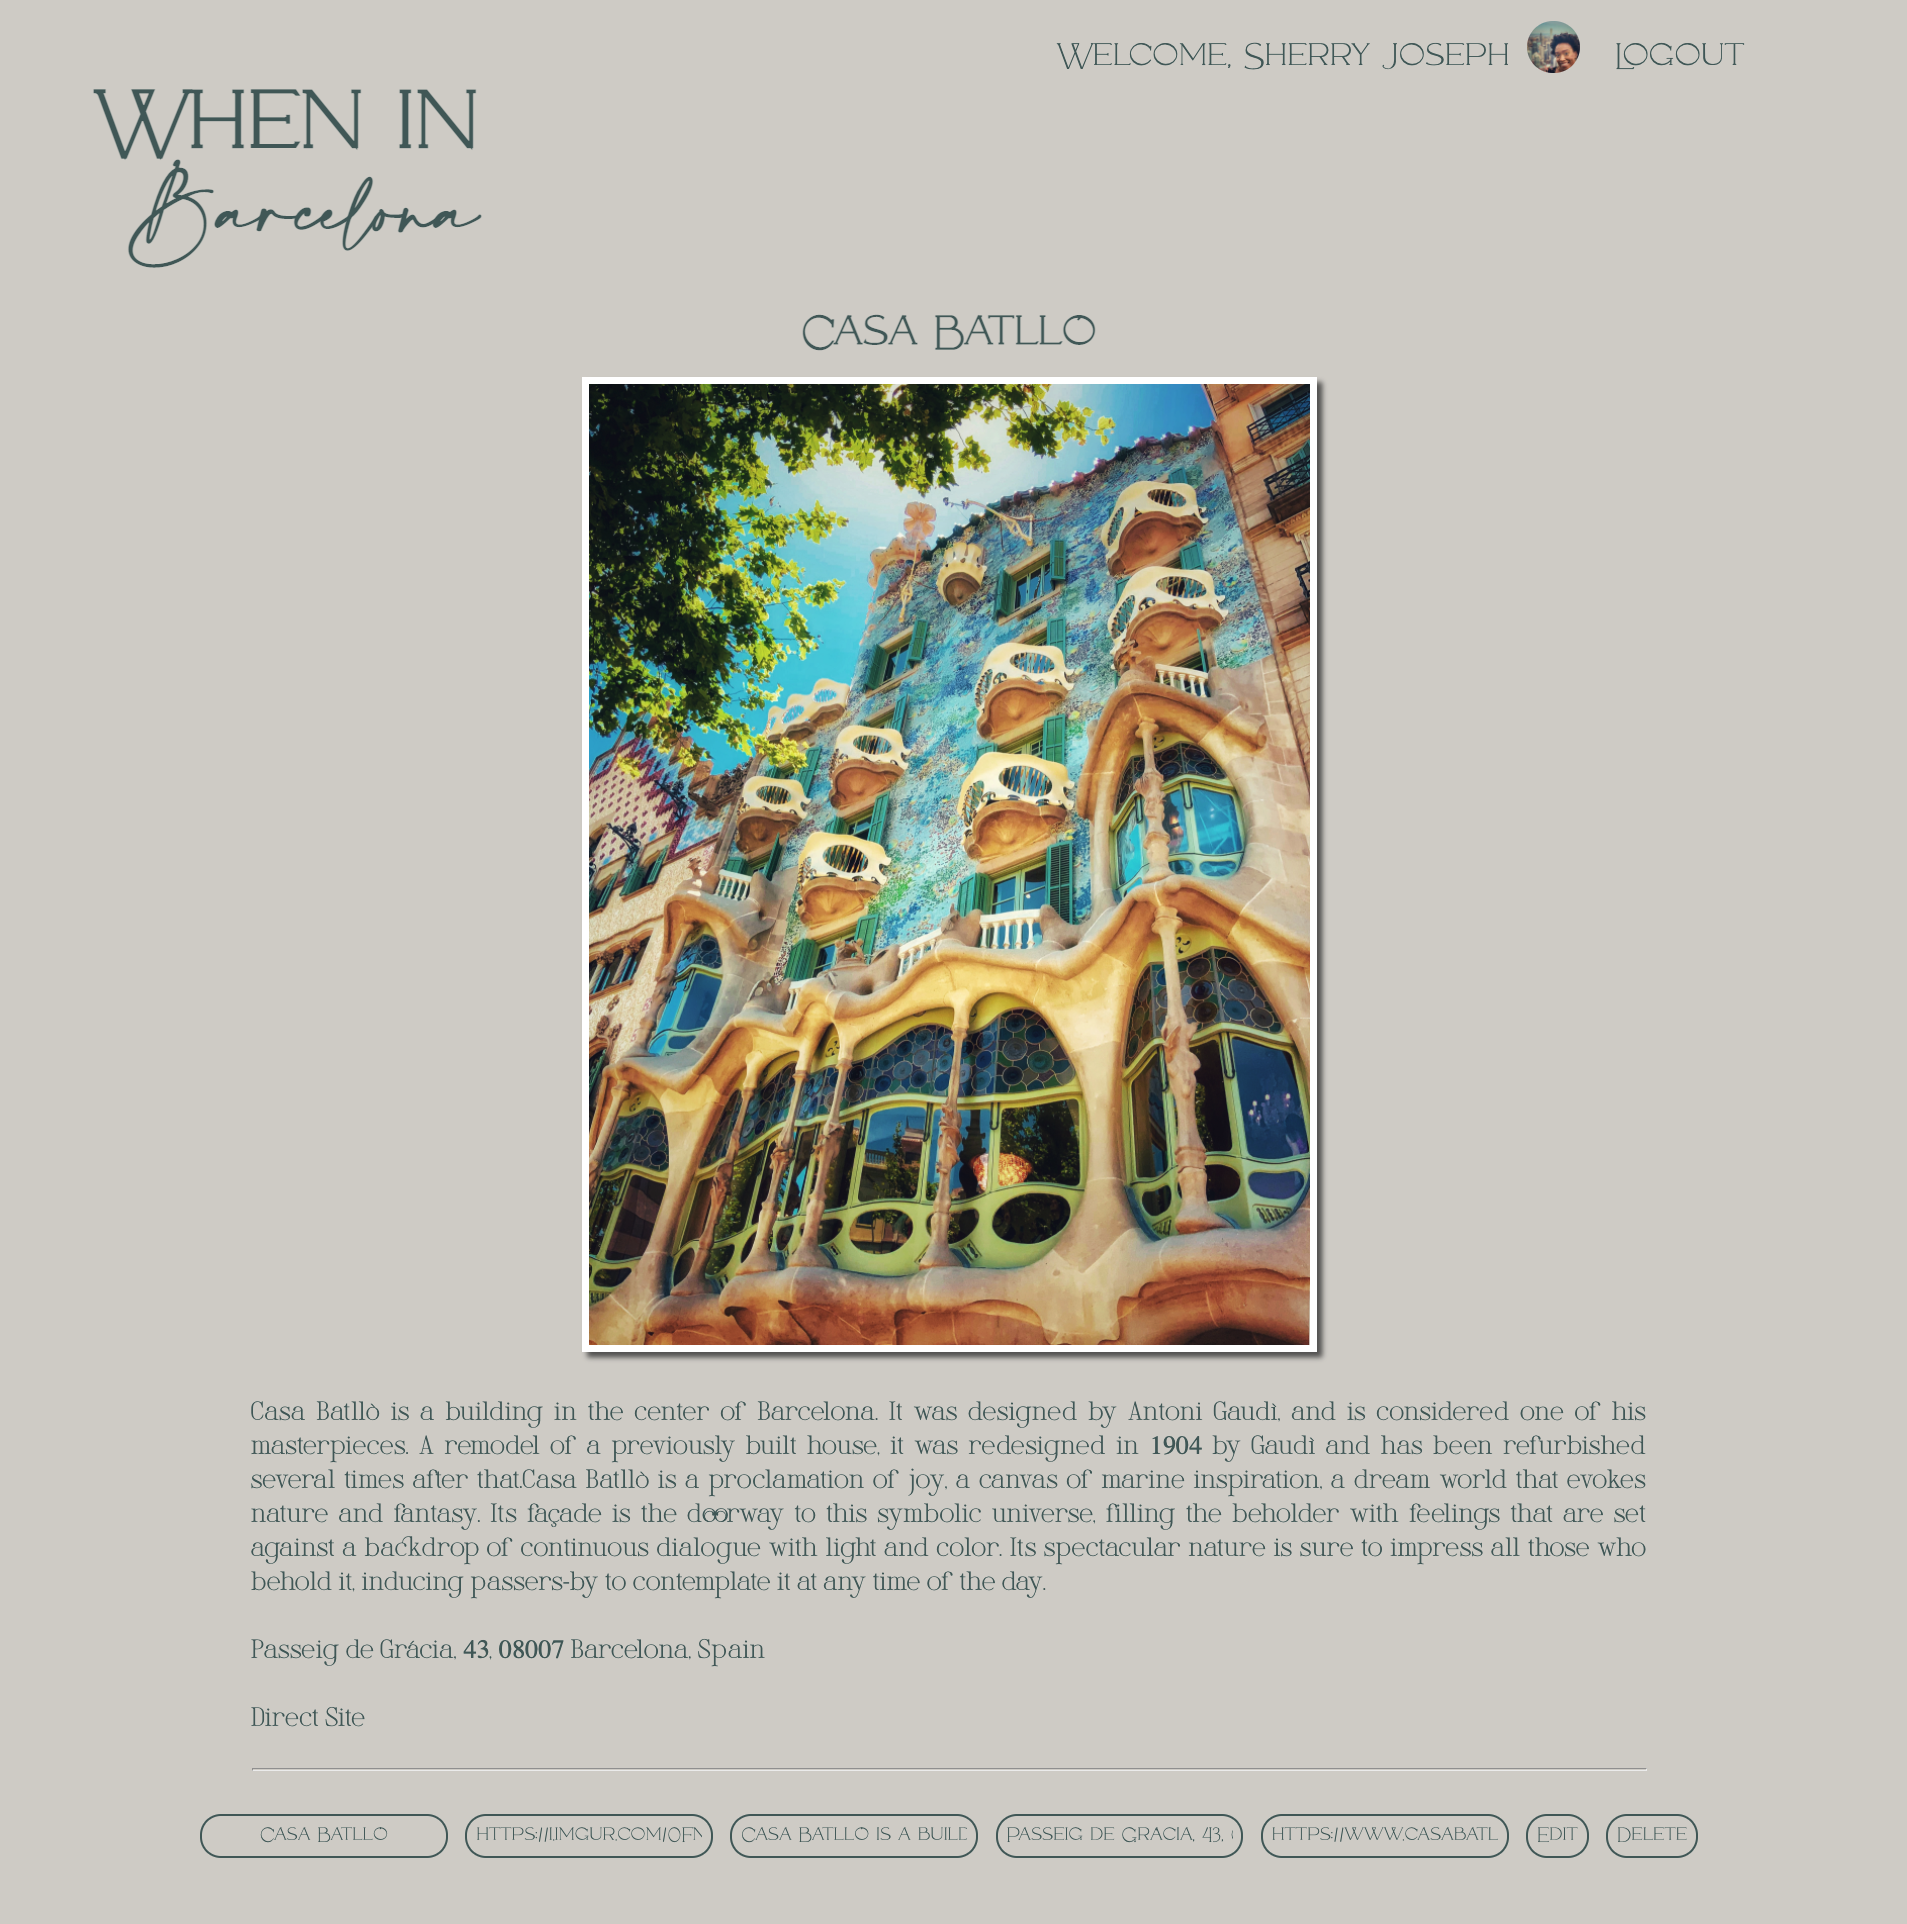 Welcome, Sherry Joseph
Logout
When in
Barcelona
Casa Batlló
Casa Batllò is a building in the center of Barcelona. It was designed by Antoni Gaudì, and is considered one of his
masterpieces. A remodel of a previously built house, it was redesigned in 1904 by Gaudì and has been refurbished
several times after that.Casa Batllò is a proclamation of joy, a canvas of marine inspiration, a dream world that evokes
nature and fantasy. Its façade is the doorway to this symbolic universe, filling the beholder with feelings that are set
against a backdrop of continuous dialogue with light and color. Its spectacular nature is sure to impress all those who
behold it, inducing passers-by to contemplate it at any time of the day.
Passeig de Grácia, 43, 08007 Barcelona, Spain
Direct Site
Casa Batlló
https://i.imgur.com/0F
Casa Batlló is a build
Passeig de Gracia, 43,
https://www.casabatl
Edit
Delete